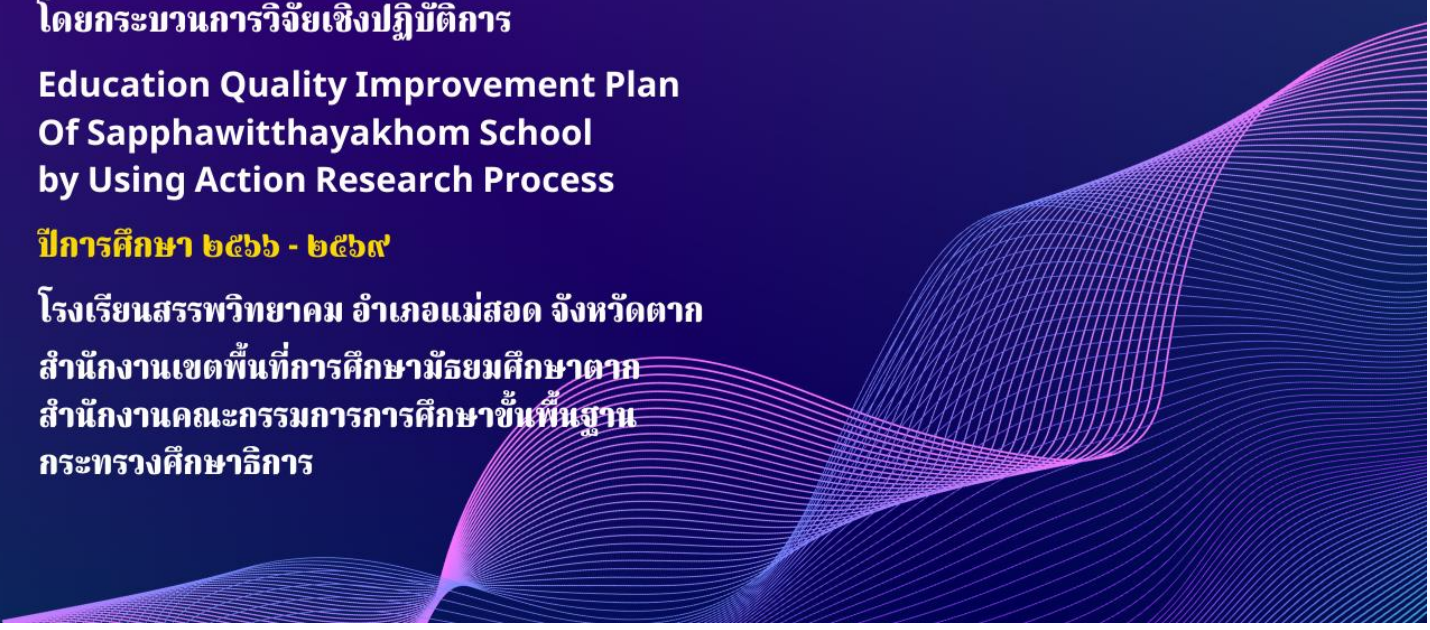 โดยกระบวนการวิจัยเชิงปฏิบัติการ
Education Quality Improvement Plan
Of Sapphawitthayakhom School
by Using Action Research Process
ปีการศึกษา ๒๕๖๖ - ๒๕๖๙
โรงเรียนสรรพวิทยาคม อำเภอแม่สอด จังหวัดตาก
สำนักงานเขตพื้นที่การศึกษามัธยมศึกษาตาก
สำนักงานคณะกรรมการการศึกษาขั้นพื้นฐาน
กระทรวงศึกษาธิการ